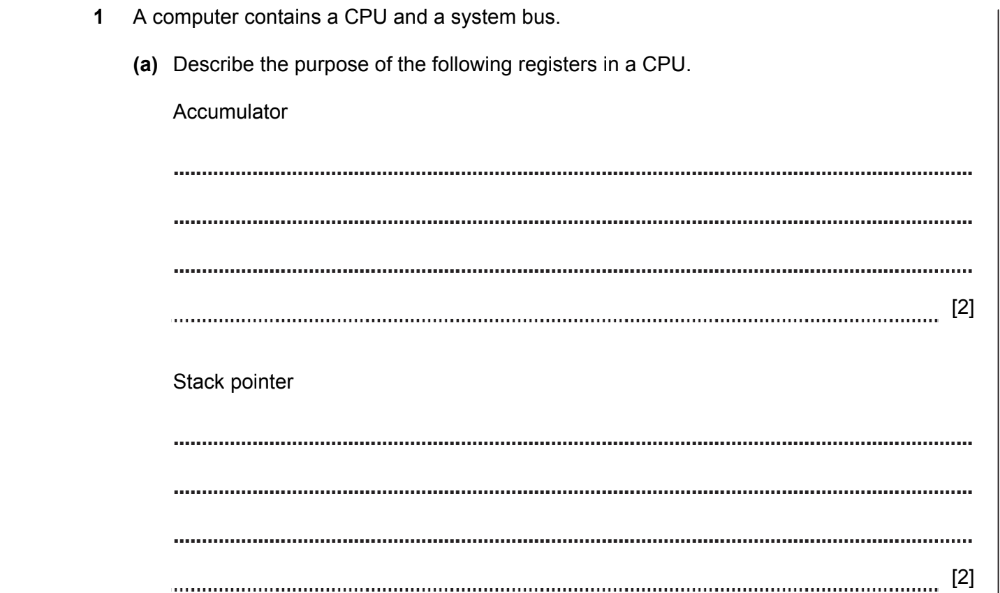 1 A computer contains a CPU and a system bus.
(a) Describe the purpose of the following registers in a CPU.
Accumulator
[2]
Stack pointer
[2]